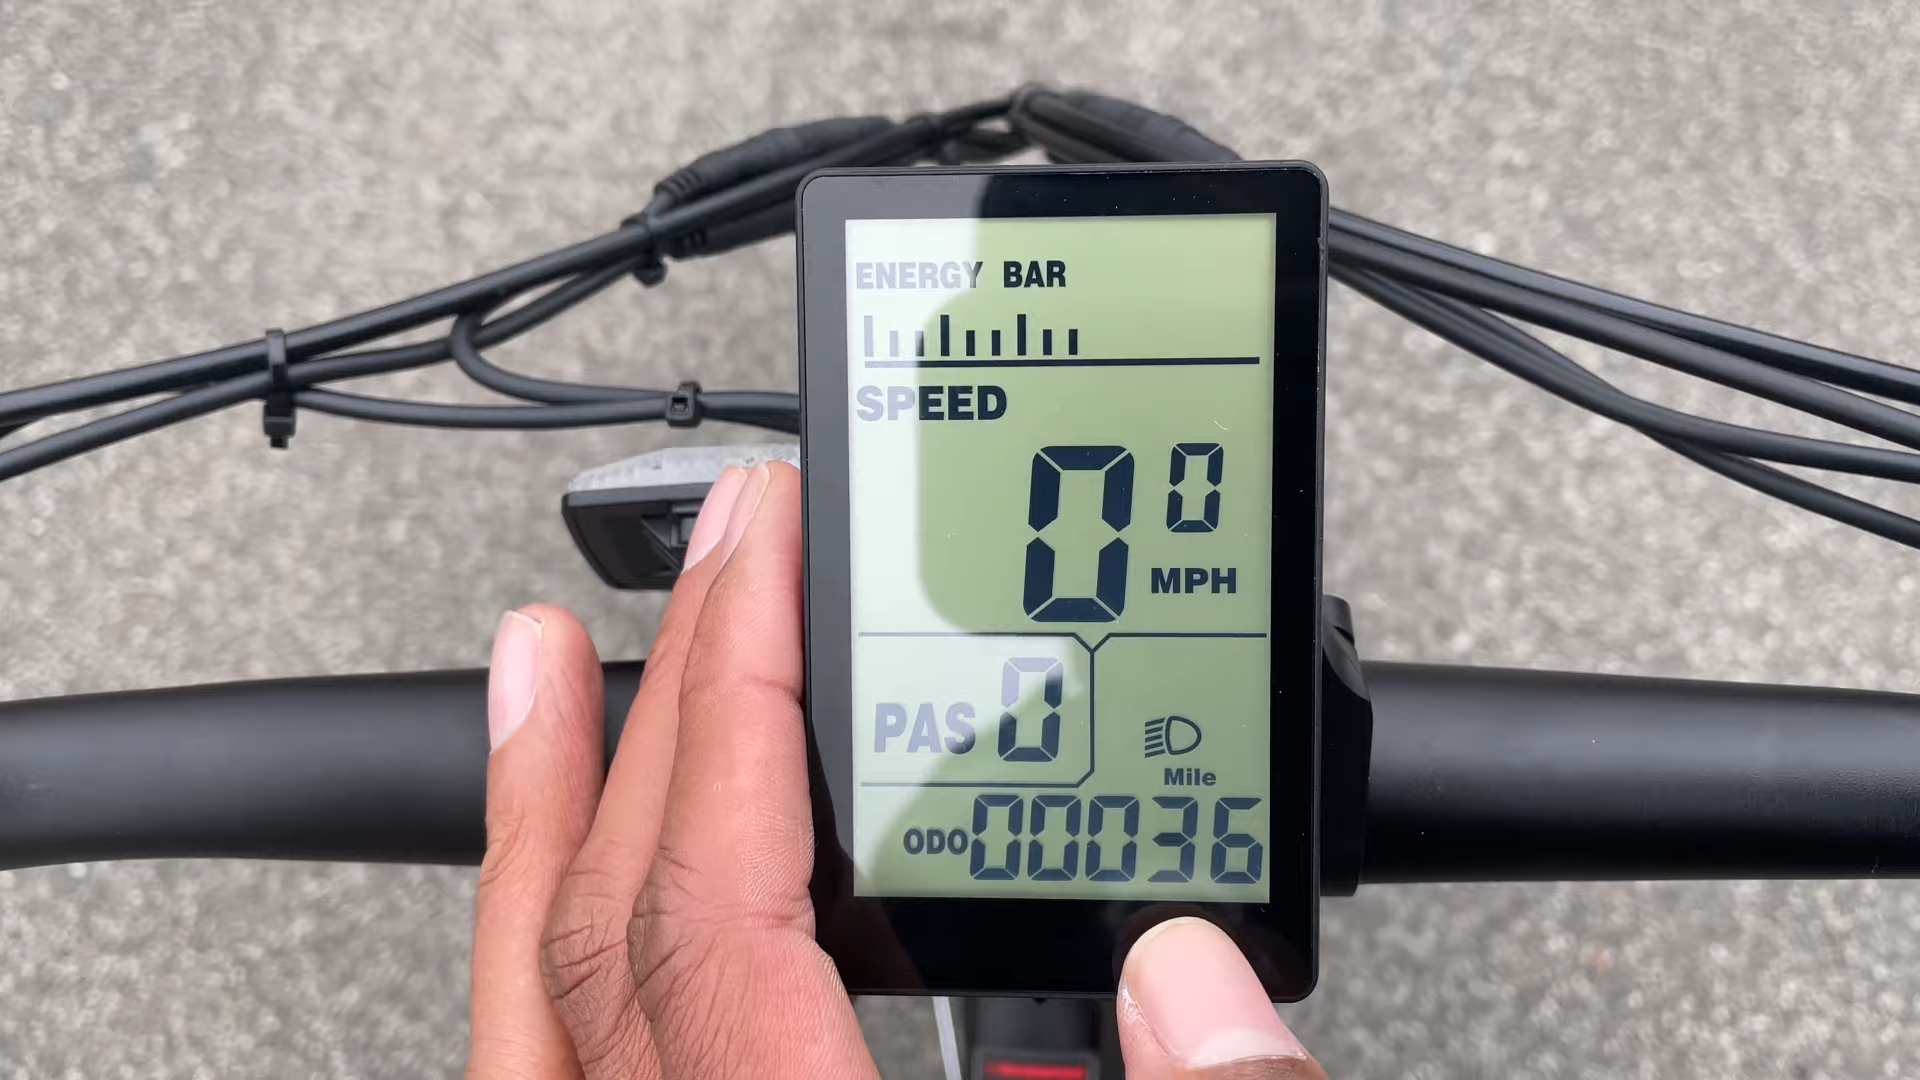 ENERGY BAR
SPEED
0 0
MPH
PAS 0
Mile
ODO 00036